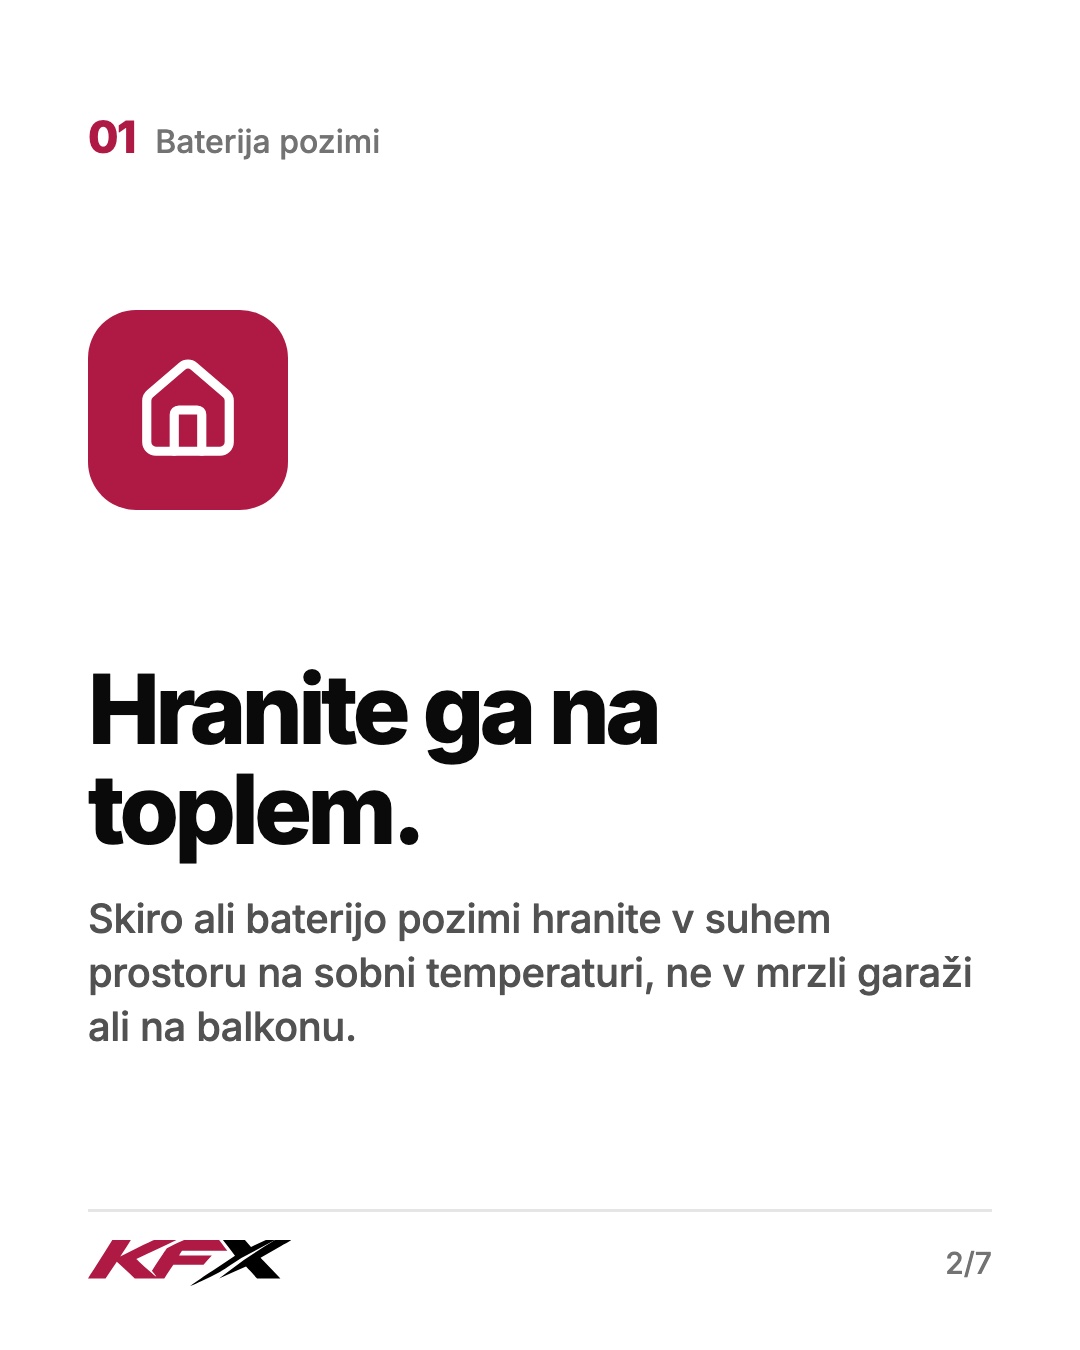 01 Baterija pozimi
Hranite ga na
toplem.
Skiro ali baterijo pozimi hranite v suhem
prostoru na sobni temperaturi, ne v mrzli garaži
ali na balkonu.
KFX
2/7